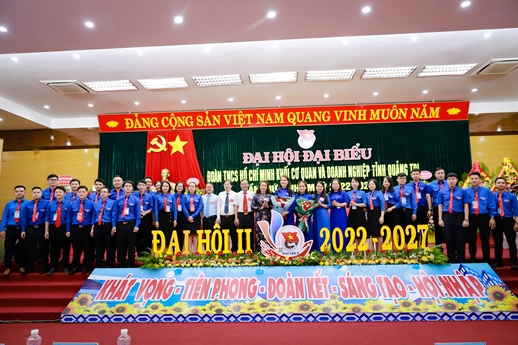 ĐẢNG CỘNG SẢN VIỆT NAM QUANG VINH MUÔN NĂM
ĐẠI HỘI ĐẠI BIỂU
ĐOÀN TNCS HỒ CHÍ MINH KHỐI CƠ QUAN VÀ DOANH NGHIỆP TỈNH QUẢNG TRỊ
ĐẠI HỘI II 2022 - 2027
KHÁT VỌNG - TIÊN PHONG - ĐOÀN KẾT - SÁNG TẠO - HỘI NHẬP